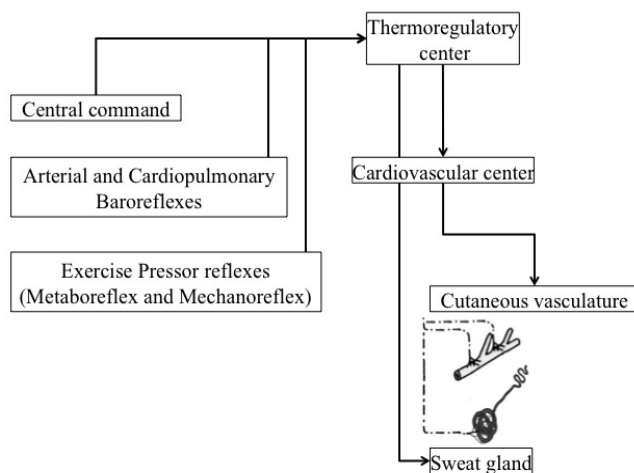 Thermoregulatory
center
Central command
Arterial and Cardiopulmonary
Baroreflexes
Cardiovascular center
Exercise Pressor reflexes
(Metaboreflex and Mechanoreflex)
Cutaneous vasculature
Sweat gland